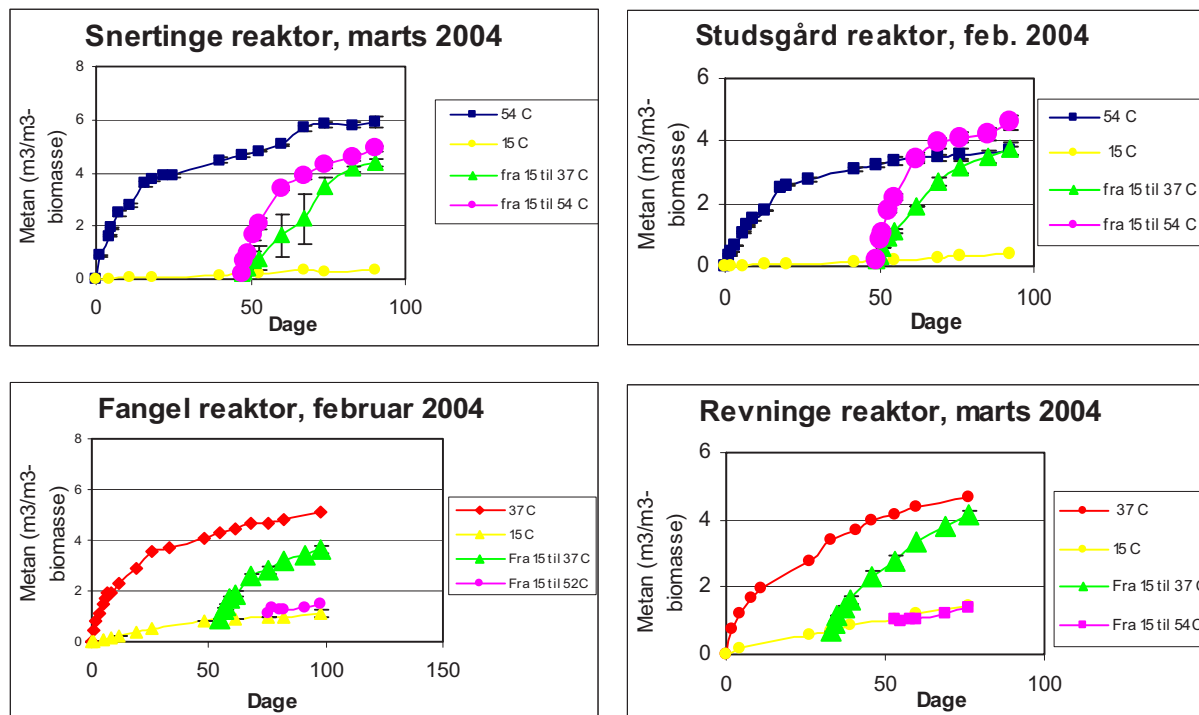 Snertinge reaktor, marts 2004
Metan (m3/m3-
biomasse)
8
6
4
2
0
0
50
100
Dage
54 C
15 C
fra 15 til 37 C
fra 15 til 54 C
Studsgård reaktor, feb. 2004
Metan (m3/m3-
biomasse)
6
4
2
0
0
50
100
Dage
54 C
15 C
fra 15 til 37 C
fra 15 til 54 C
Fangel reaktor, februar 2004
Metan (m3/m3-
biomasse)
8
6
4
2
0
0
50
100
150
Dage
37 C
15 C
Fra 15 til 37 C
Fra 15 til 52C
Revninge reaktor, marts 2004
Metan (m3/m3-
biomasse)
6
4
2
0
0
50
100
Dage
37 C
15 C
Fra 15 til 37 C
Fra 15 til 54C